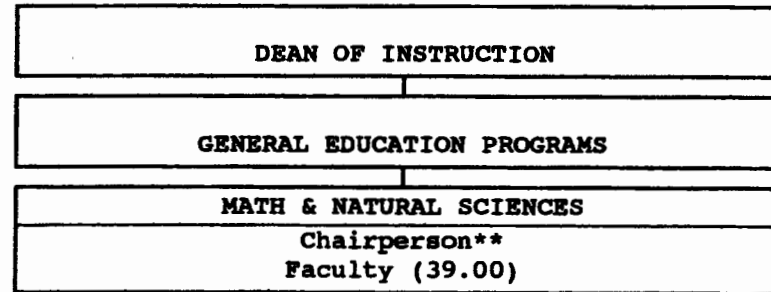 DEAN OF INSTRUCTION
GENERAL EDUCATION PROGRAMS
MATH & NATURAL SCIENCES
Chairperson**
Faculty (39.00)